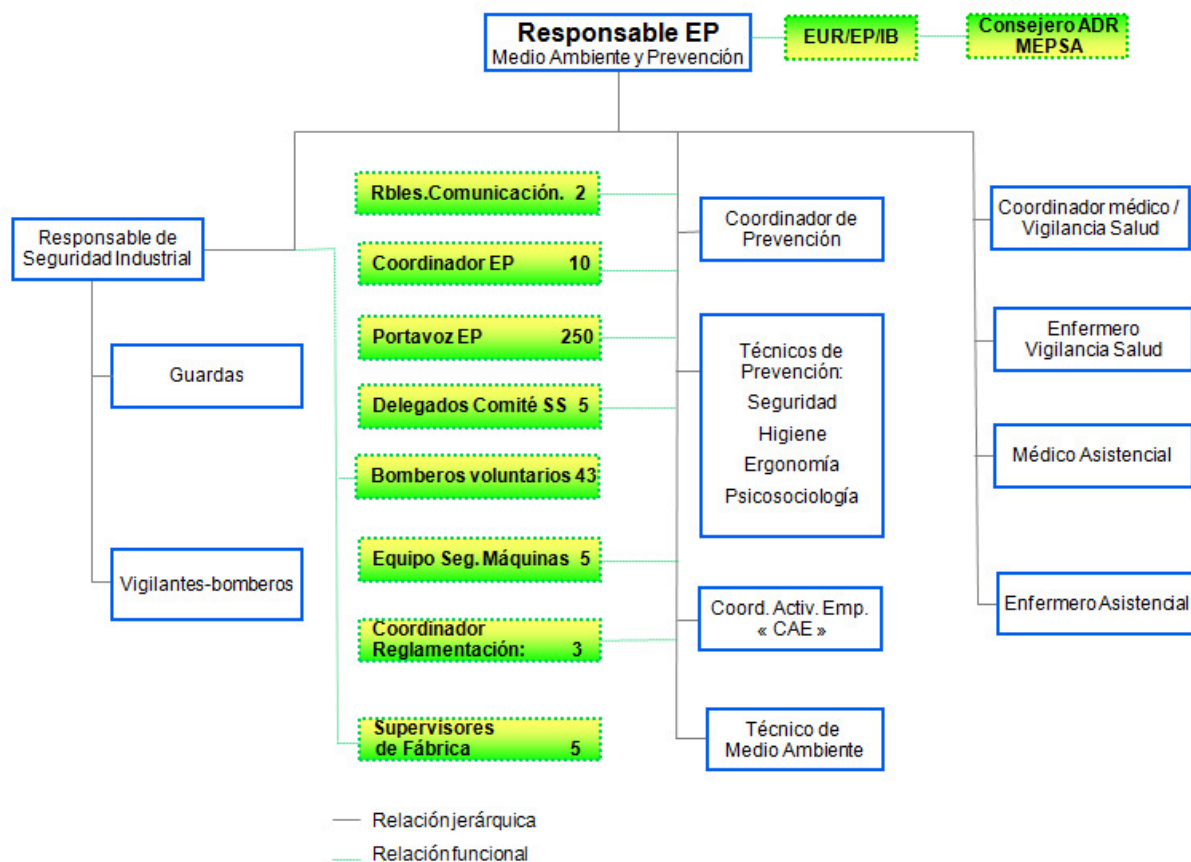 Responsable EP
Medio Ambiente y Prevención
EUR/EP/IB
Consejero ADR
MEPSA
Responsable de
Seguridad Industrial
Guardas
Vigilantes-bomberos
Rbles.Comunicación. 2
Coordinador EP 10
Portavoz EP 250
Delegados Comité SS 5
Bomberos voluntarios 43
Equipo Seg. Máquinas 5
Coordinador
Reglamentación: 3
Supervisores
de Fábrica 5
Coordinador de
Prevención
Técnicos de
Prevención:
Seguridad
Higiene
Ergonomía
Psicosociología
Coord. Activ. Emp.
« CAE »
Técnico de
Medio Ambiente
Coordinador médico /
Vigilancia Salud
Enfermero
Vigilancia Salud
Médico Asistencial
Enfermero Asistencial
Relación jerárquica
Relación funcional